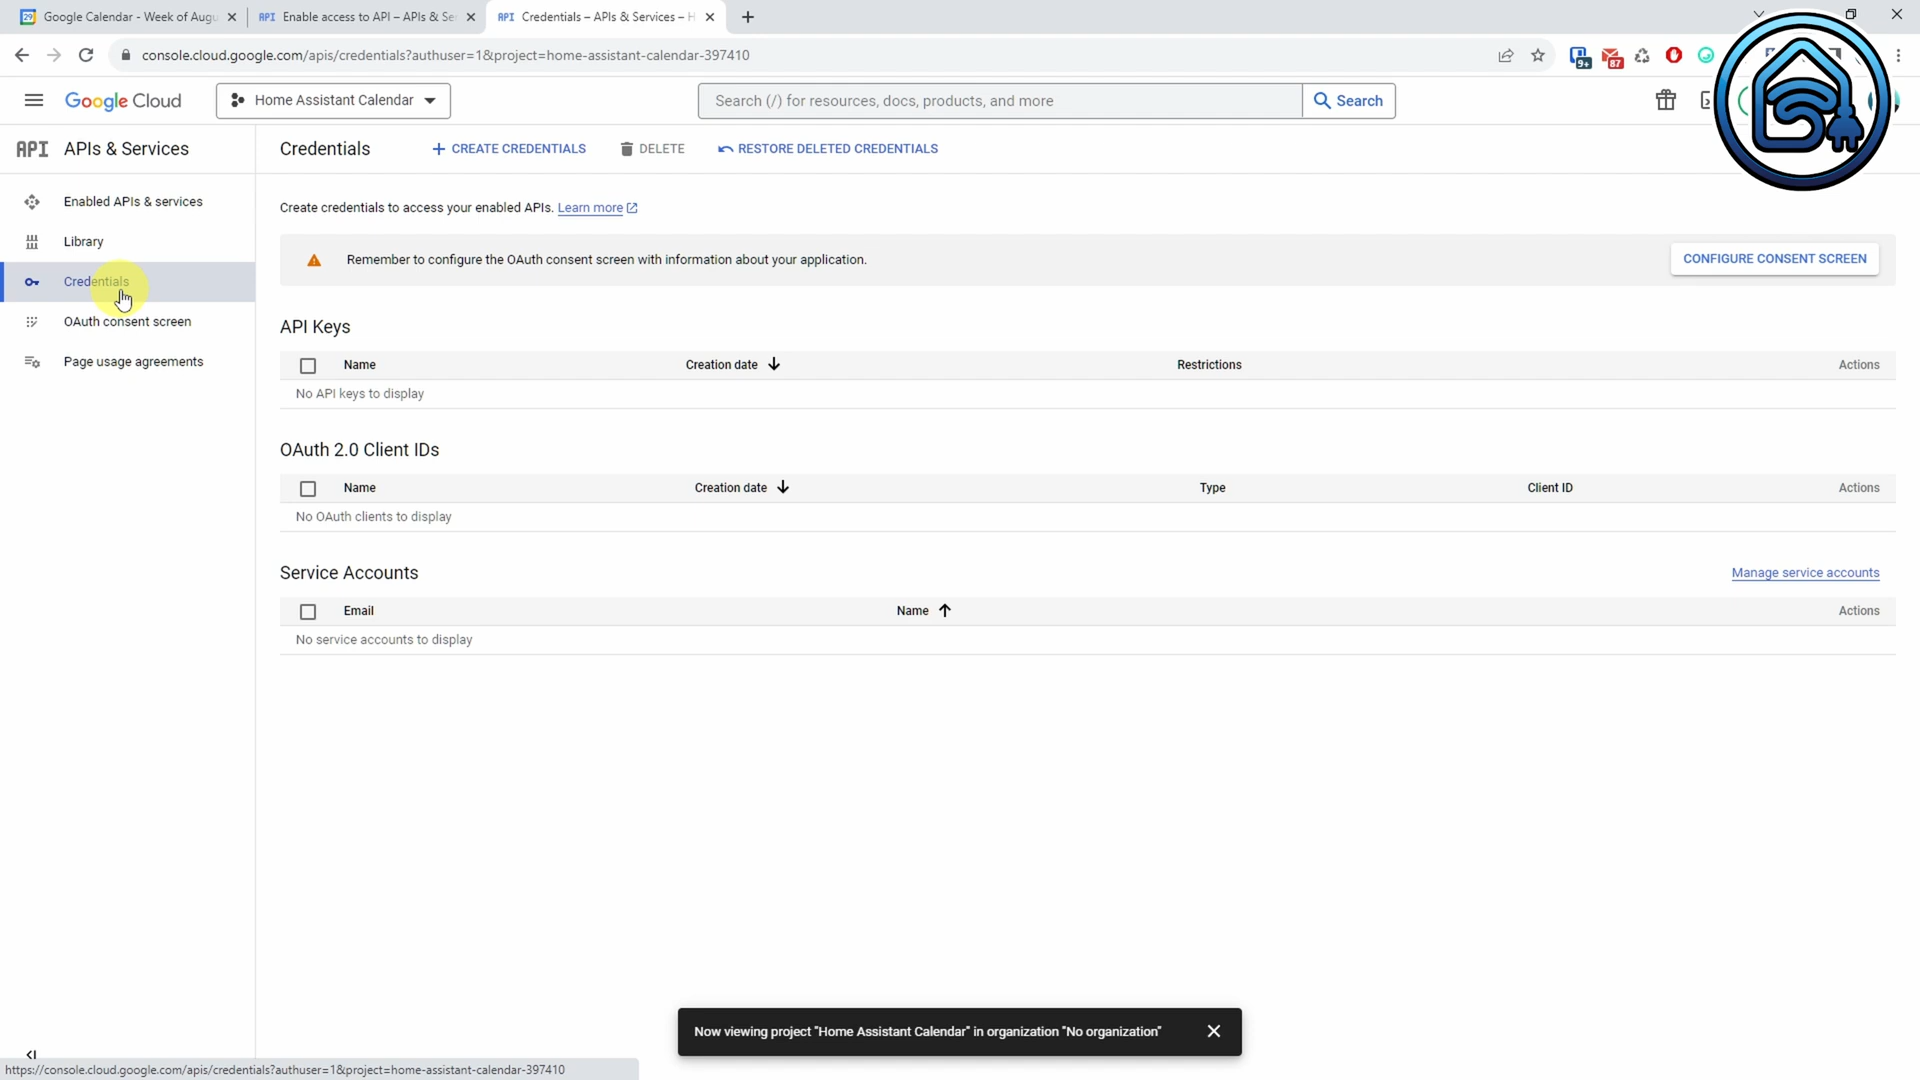 Google Calendar - Week of Augu
Enable access to API – APIs & Se
Credentials – APIs & Services – H
console.cloud.google.com/apis/credentials?authuser=1&project=home-assistant-calendar-397410
9+
87
Google Cloud
Home Assistant Calendar
Search (/) for resources, docs, products, and more
Search
API APIs & Services
Credentials
CREATE CREDENTIALS
DELETE
RESTORE DELETED CREDENTIALS
Enabled APIs & services
Library
Credentials
OAuth consent screen
Page usage agreements
Create credentials to access your enabled APIs. Learn more
Remember to configure the OAuth consent screen with information about your application.
CONFIGURE CONSENT SCREEN
API Keys
Name Creation date Restrictions Actions
No API keys to display
OAuth 2.0 Client IDs
Name Creation date Type Client ID Actions
No OAuth clients to display
Service Accounts
Manage service accounts
Email Name Actions
No service accounts to display
Now viewing project "Home Assistant Calendar" in organization "No organization"
https://console.cloud.google.com/apis/credentials?authuser=1&project=home-assistant-calendar-397410